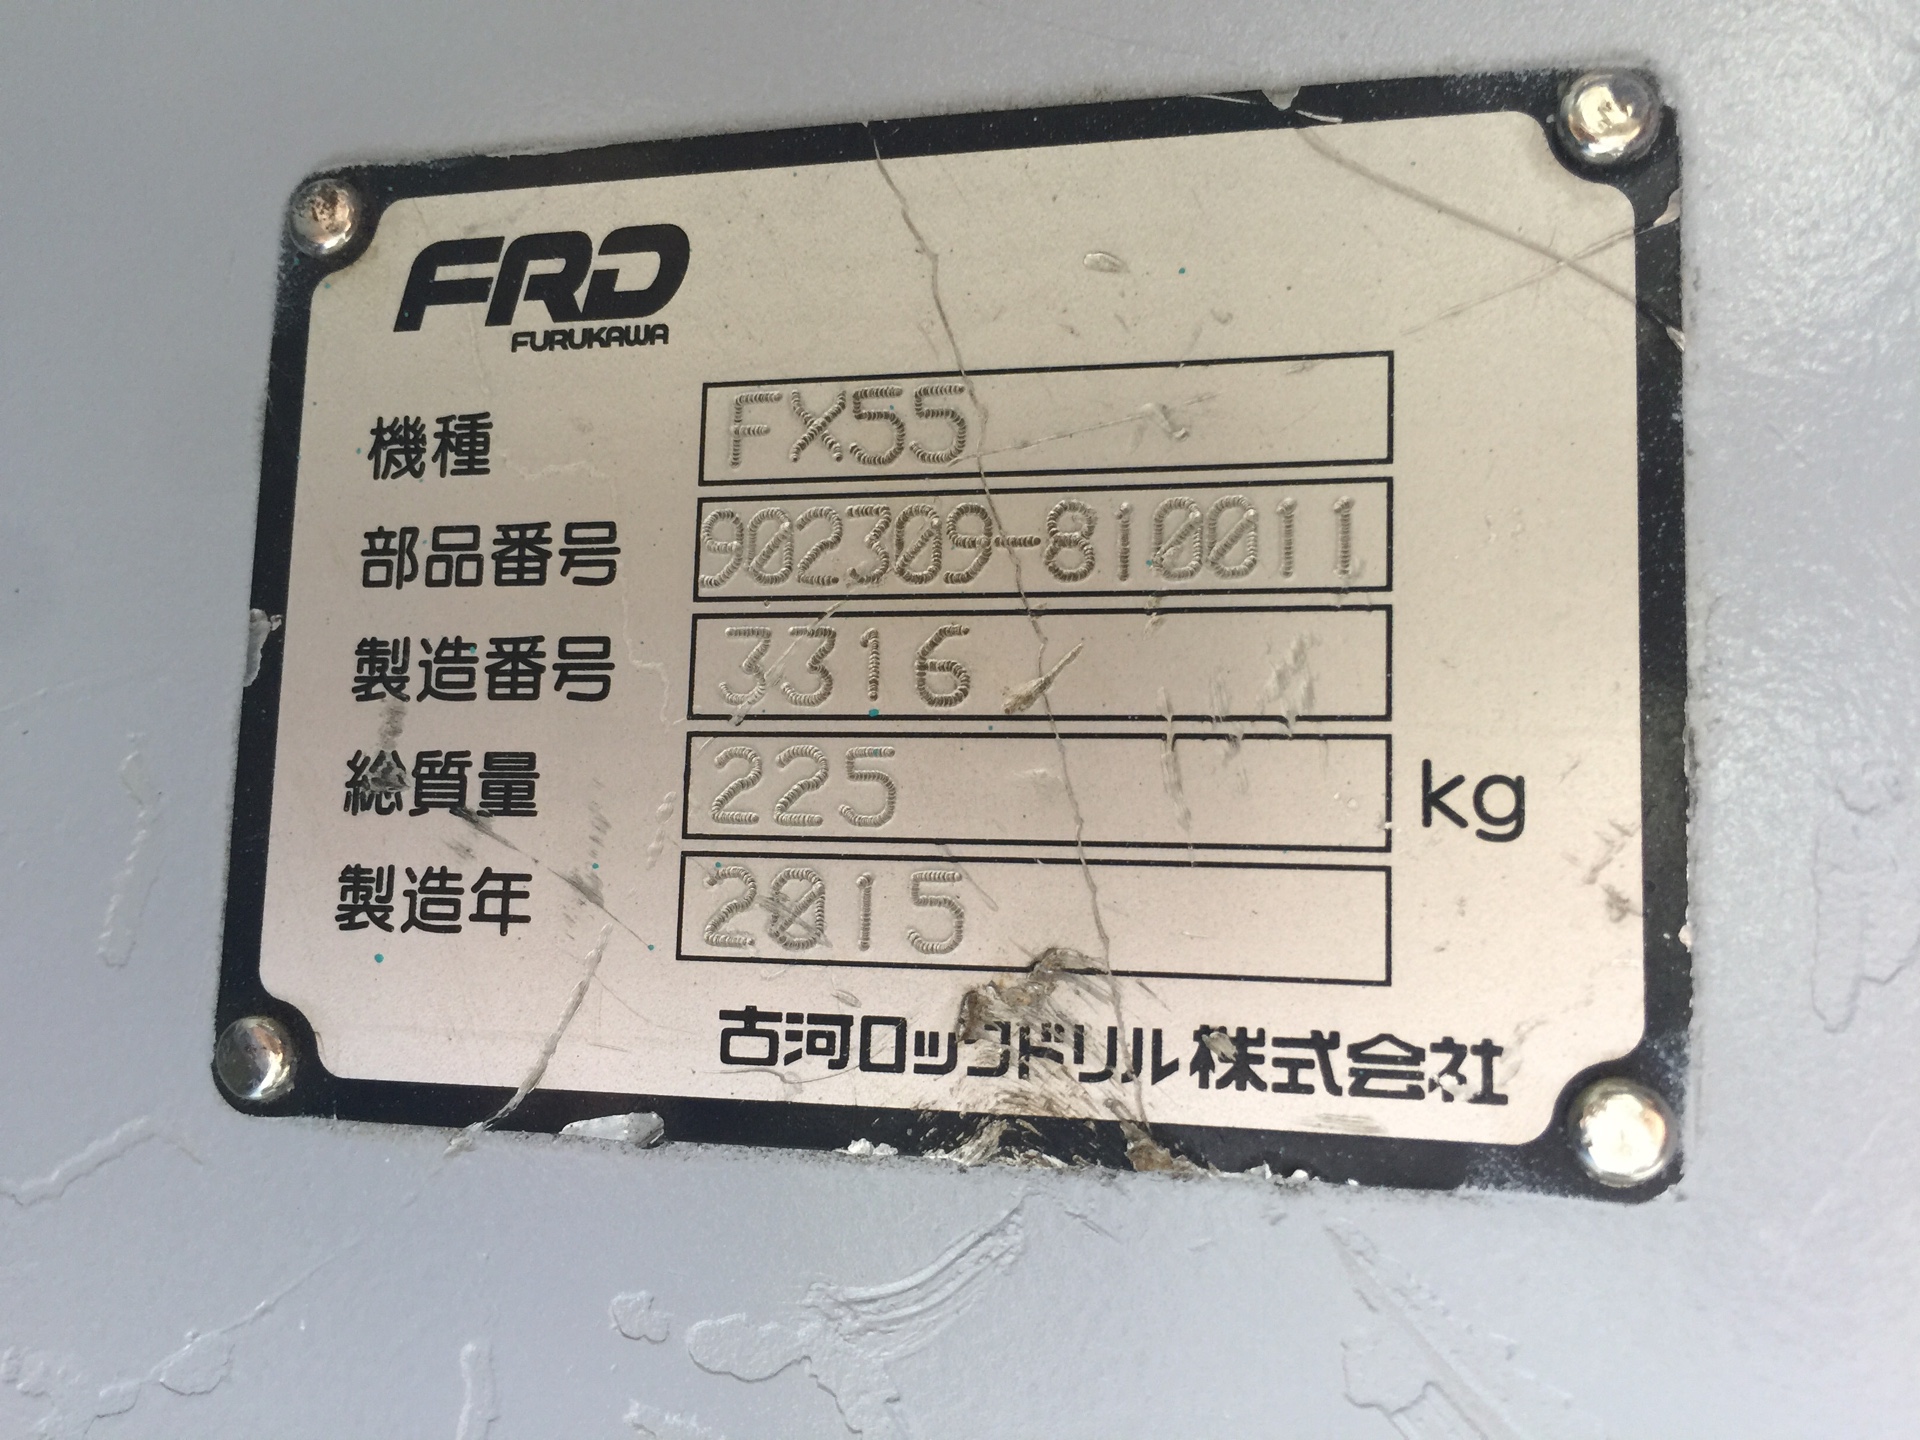 FRD
FURUKAWA
機種 FX55
部品番号 902309-810011
製造番号 3316
総質量 225 kg
製造年 2015
古河ロックドリル株式会社